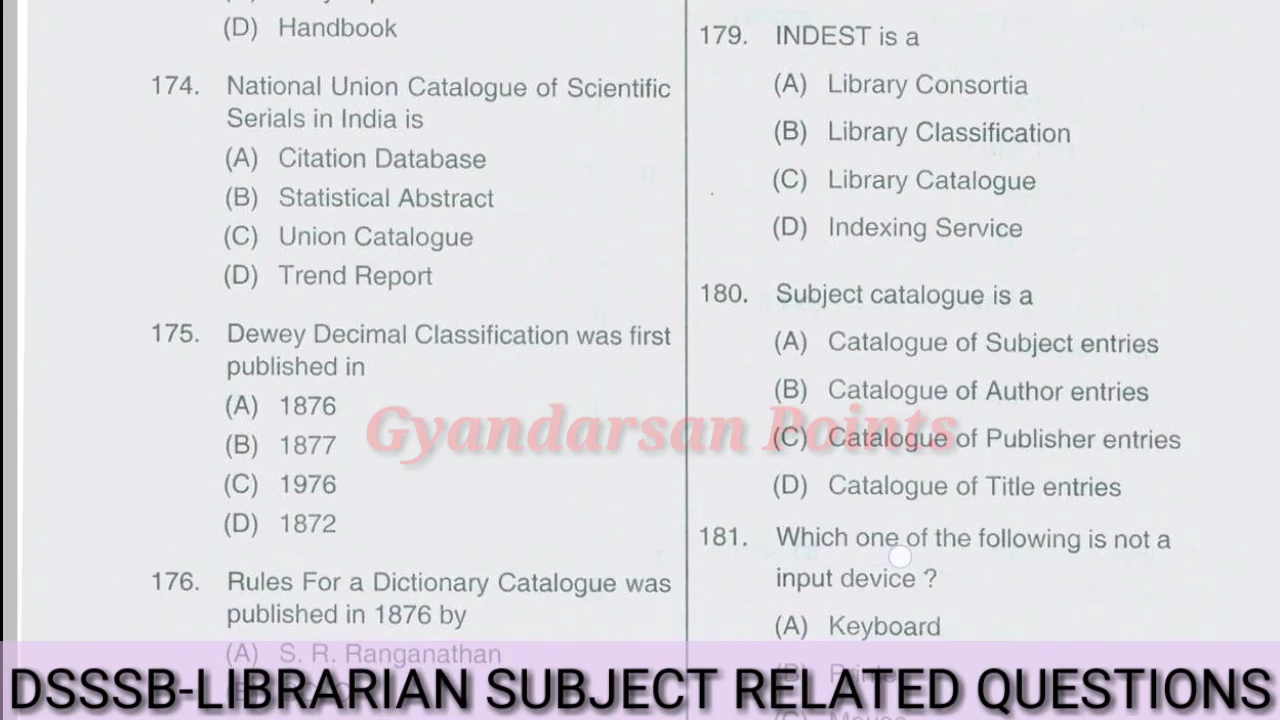 (D) Handbook
174. National Union Catalogue of Scientific
Serials in India is
(A) Citation Database
(B) Statistical Abstract
(C) Union Catalogue
(D) Trend Report
175. Dewey Decimal Classification was first
published in
(A) 1876
(B) 1877
(C) 1976
(D) 1872
176. Rules For a Dictionary Catalogue was
published in 1876 by
(A) S. R. Ranganathan
179. INDEST is a
(A) Library Consortia
(B) Library Classification
(C) Library Catalogue
(D) Indexing Service
180. Subject catalogue is a
(A) Catalogue of Subject entries
(B) Catalogue of Author entries
(C) Catalogue of Publisher entries
(D) Catalogue of Title entries
181. Which one of the following is not a
input device ?
(A) Keyboard
Gyandarsan Points
DSSSB-LIBRARIAN SUBJECT RELATED QUESTIONS